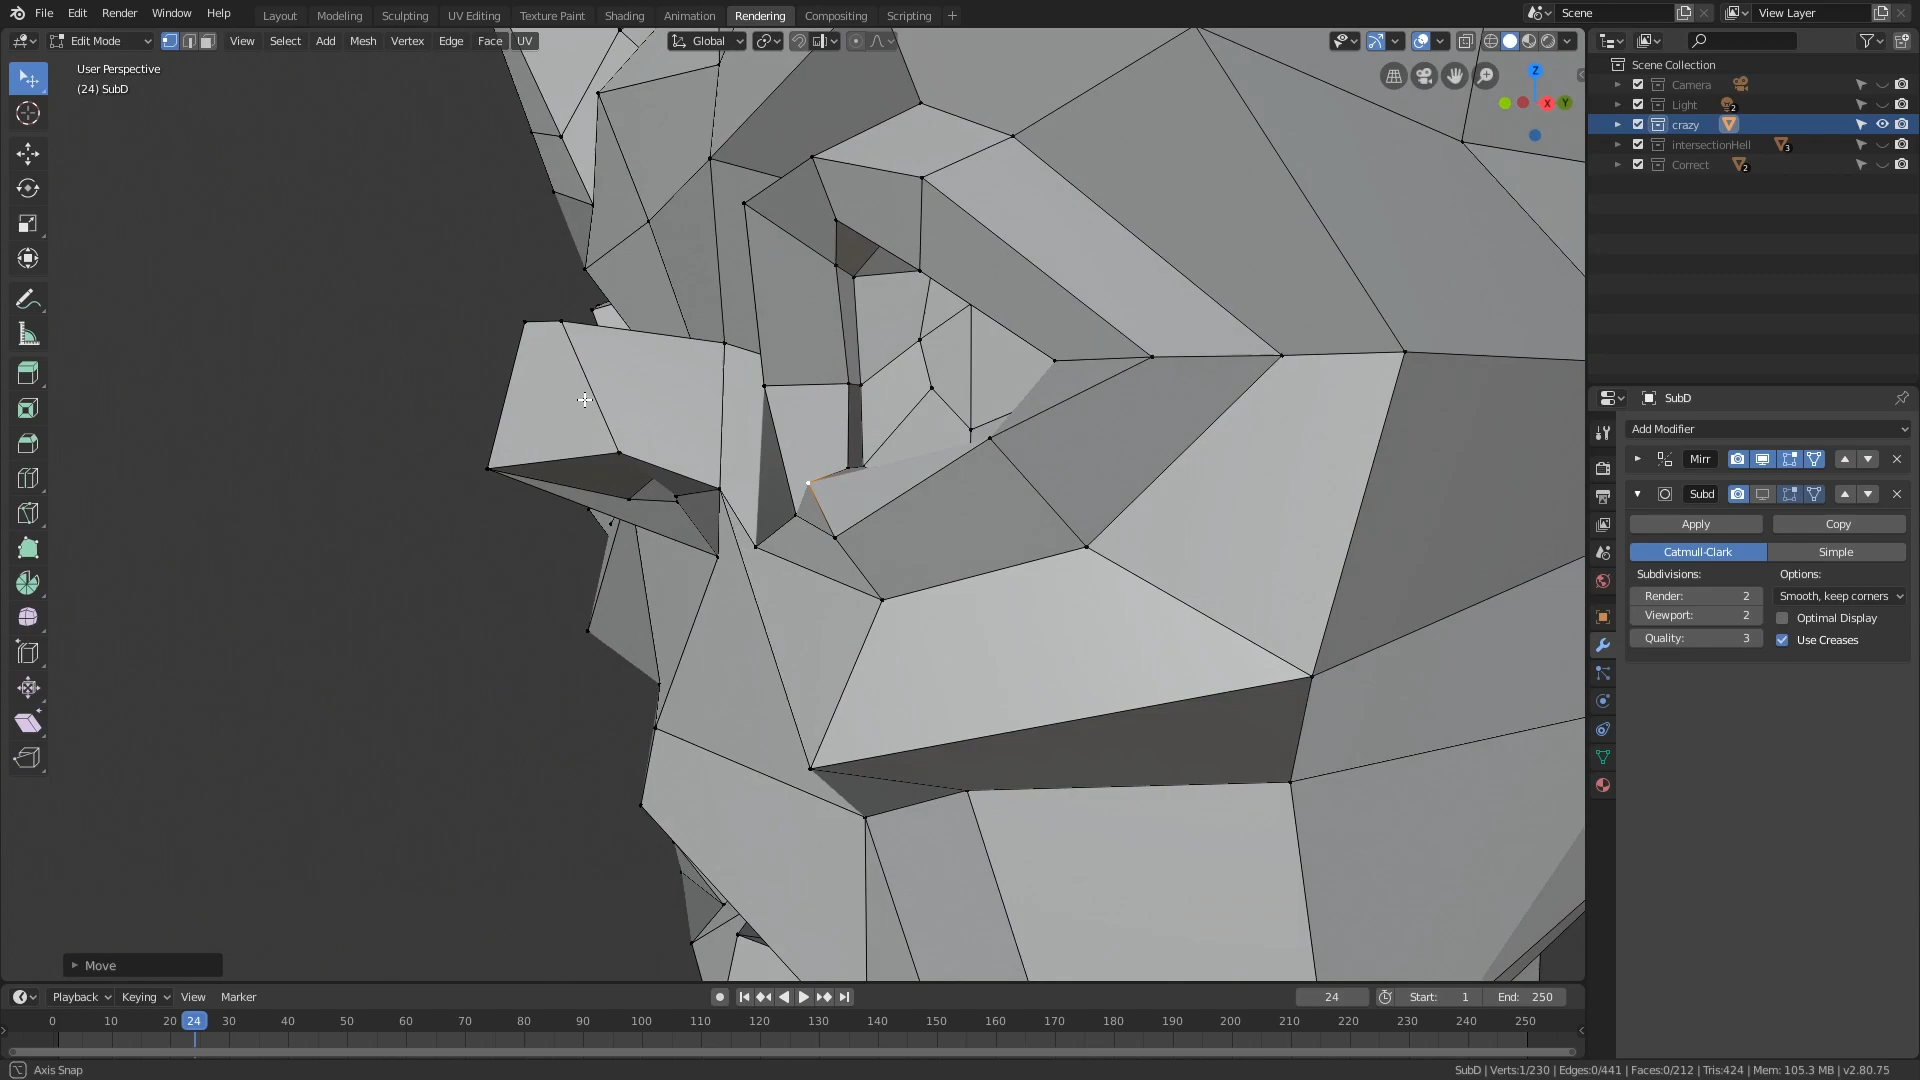 File Edit Render Window Help Layout Modeling Sculpting UV Editing Texture Paint Shading Animation Rendering Compositing Scripting + Scene View Layer
Edit Mode View Select Add Mesh Vertex Edge Face UV Global
User Perspective
(24) SubD
Z
X
Y
Scene Collection
Camera
Light 2
crazy
intersectionHell 3
Correct 2
SubD
Add Modifier
Mirr
Subd
Apply Copy
Catmull-Clark Simple
Subdivisions: Options:
Render: 2 Smooth, keep corners
Viewport: 2 Optimal Display
Quality: 3 Use Creases
Move
Playback Keying View Marker 24 Start: 1 End: 250
0 10 20 24 30 40 50 60 70 80 90 100 110 120 130 140 150 160 170 180 190 200 210 220 230 240 250
Axis Snap SubD | Verts:1/230 | Edges:0/441 | Faces:0/212 | Tris:424 | Mem: 105.3 MB | v2.80.75